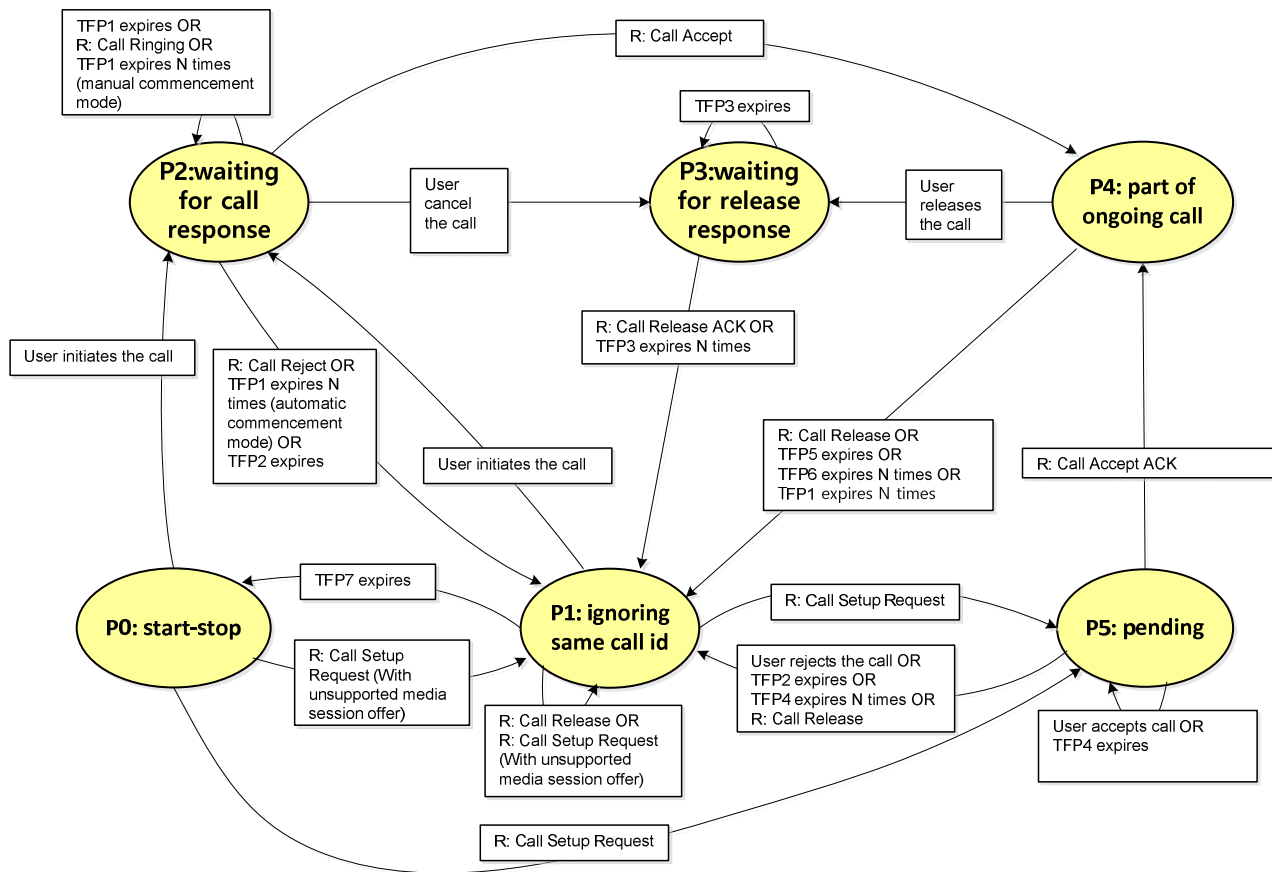 TFP1 expires OR
R: Call Ringing OR
TFP1 expires N times
(manual commencement
mode)
R: Call Accept
TFP3 expires
P2:waiting
for call
response
User
cancel
the call
P3:waiting
for release
response
User
releases
the call
P4: part of
ongoing call
User initiates the call
R: Call Reject OR
TFP1 expires N
times (automatic
commencement
mode) OR
TFP2 expires
R: Call Release ACK OR
TFP3 expires N times
User initiates the call
R: Call Release OR
TFP5 expires OR
TFP6 expires N times OR
TFP1 expires N times
R: Call Accept ACK
P0: start-stop
TFP7 expires
P1: ignoring
same call id
R: Call Setup Request
P5: pending
R: Call Setup
Request (With
unsupported media
session offer)
R: Call Release OR
R: Call Setup Request
(With unsupported
media session offer)
User rejects the call OR
TFP2 expires OR
TFP4 expires N times OR
R: Call Release
User accepts call OR
TFP4 expires
R: Call Setup Request